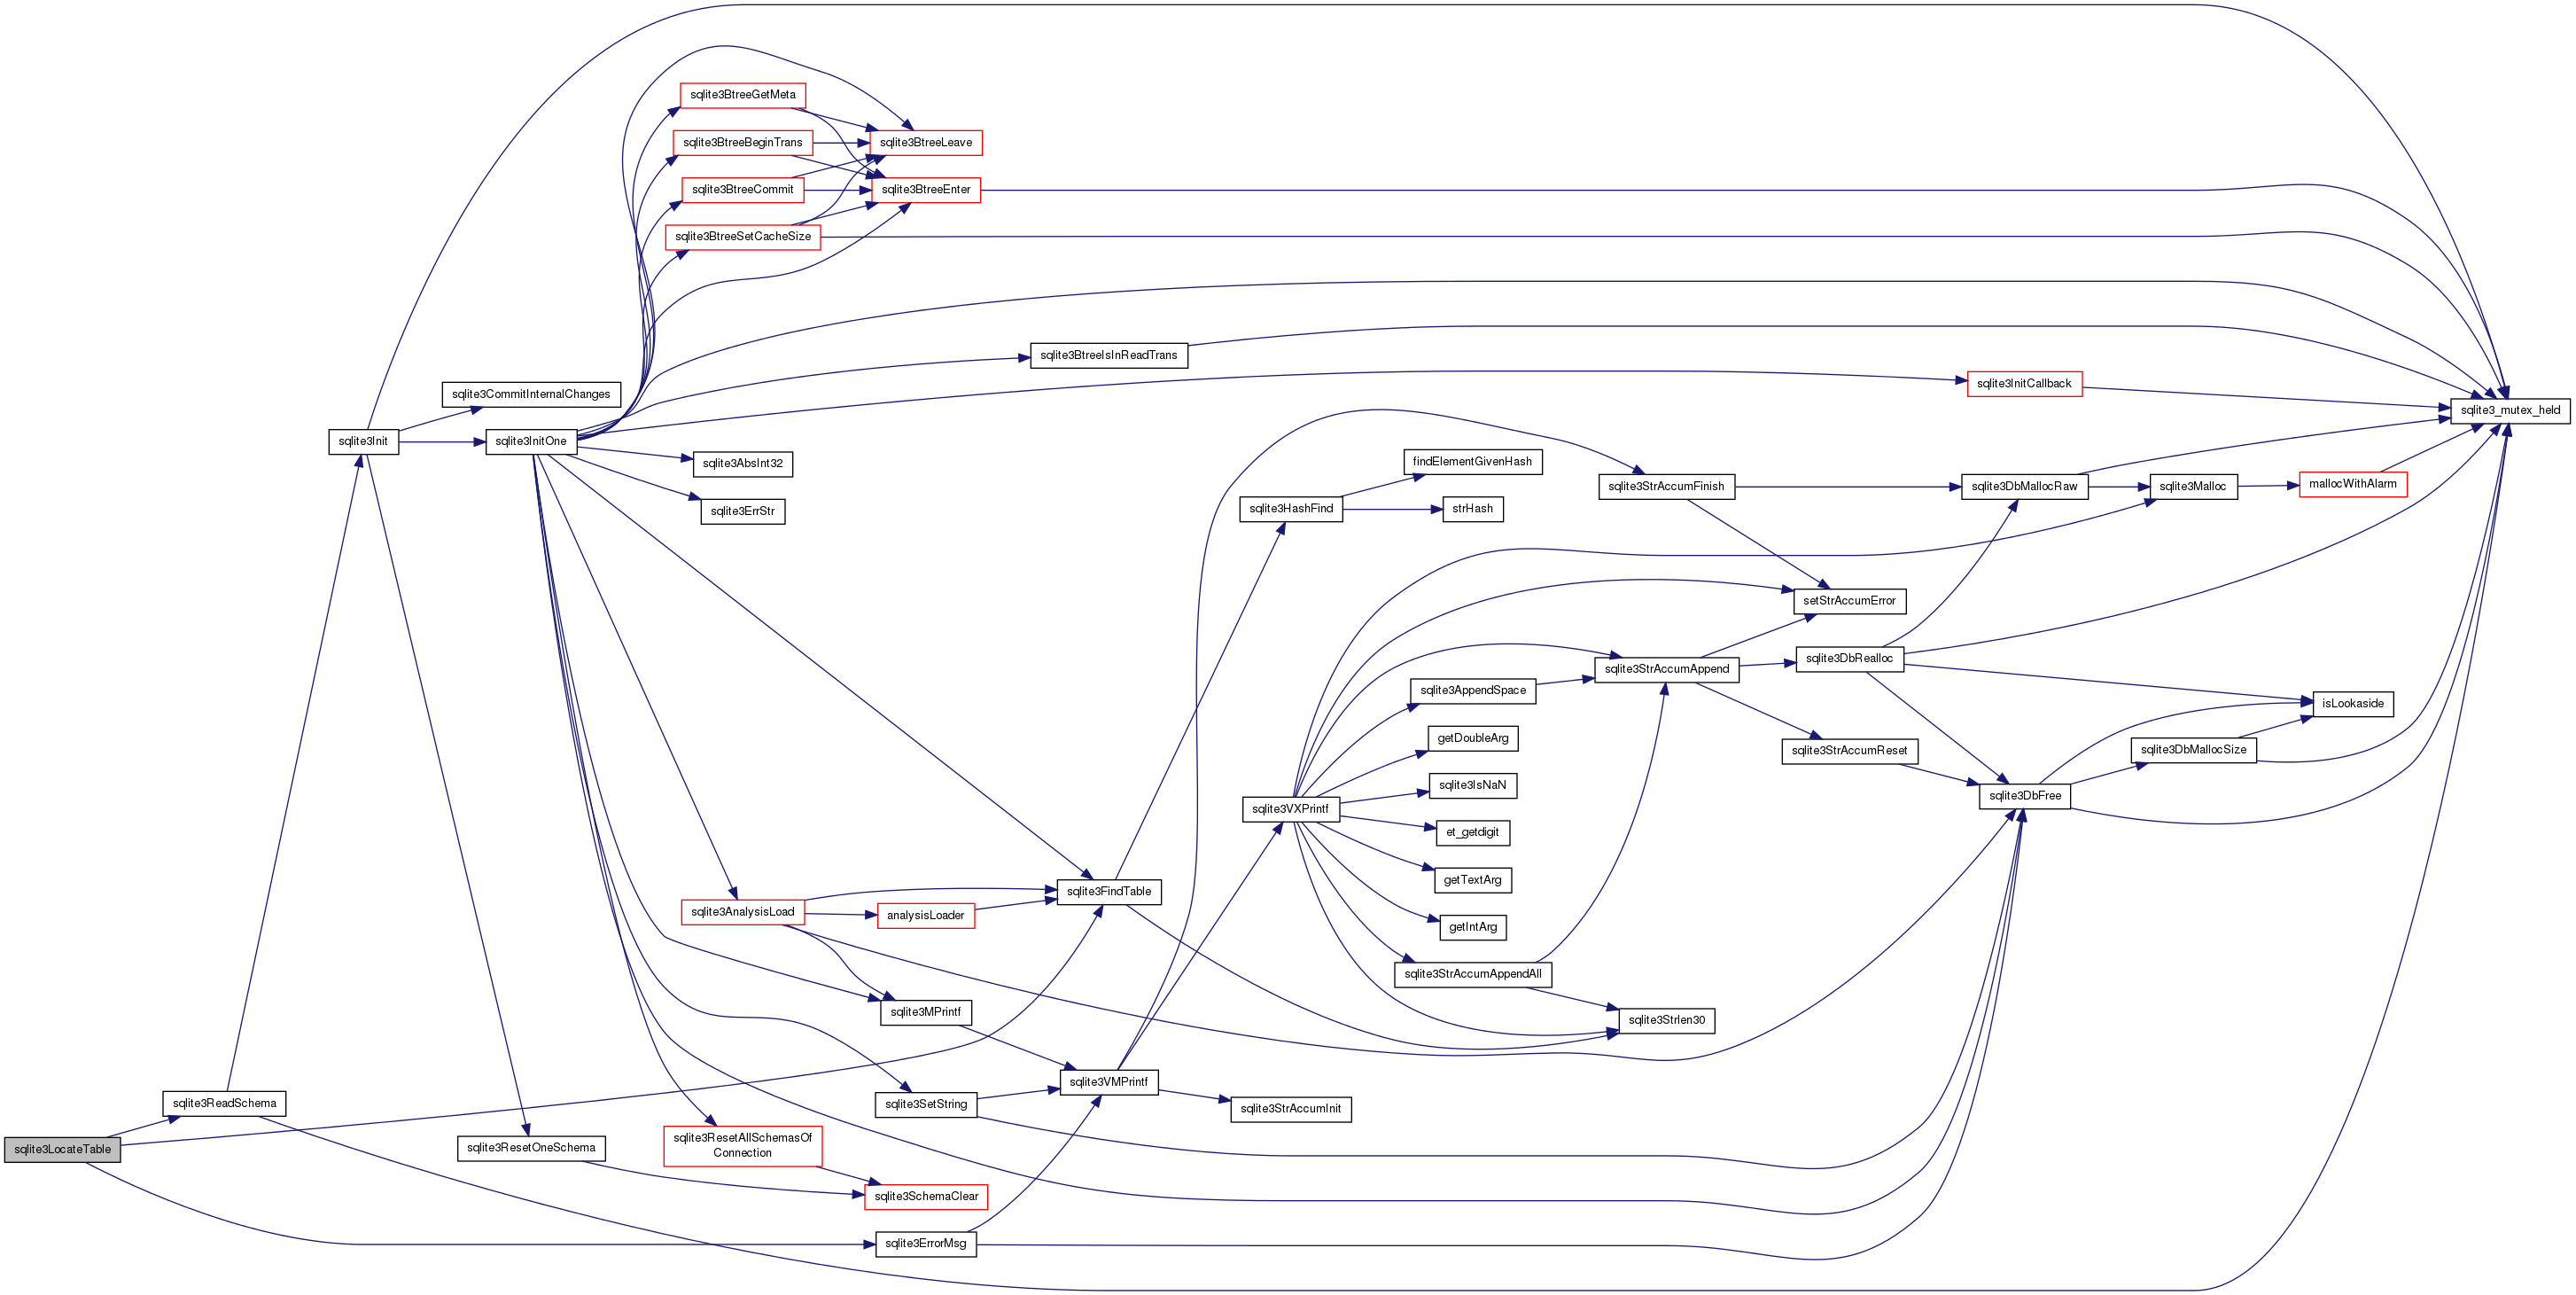 sqlite3BtreeGetMeta
sqlite3BtreeBeginTrans
sqlite3BtreeLeave
sqlite3BtreeCommit
sqlite3BtreeEnter
sqlite3BtreeSetCacheSize
sqlite3BtreeIsInReadTrans
sqlite3InitCallback
sqlite3CommitInternalChanges
sqlite3_mutex_held
sqlite3Init
sqlite3InitOne
sqlite3AbsInt32
findElementGivenHash
sqlite3StrAccumFinish
sqlite3DbMallocRaw
sqlite3Malloc
mallocWithAlarm
sqlite3ErrStr
sqlite3HashFind
strHash
setStrAccumError
sqlite3StrAccumAppend
sqlite3DbRealloc
sqlite3AppendSpace
isLookaside
getDoubleArg
sqlite3StrAccumReset
sqlite3DbMallocSize
sqlite3IsNaN
sqlite3DbFree
sqlite3VXPrintf
et_getdigit
getTextArg
sqlite3FindTable
sqlite3AnalysisLoad
analysisLoader
getIntArg
sqlite3StrAccumAppendAll
sqlite3MPrintf
sqlite3Strlen30
sqlite3VMPrintf
sqlite3ReadSchema
sqlite3SetString
sqlite3StrAccumInit
sqlite3LocateTable
sqlite3ResetOneSchema
sqlite3ResetAllSchemasOf
Connection
sqlite3SchemaClear
sqlite3ErrorMsg